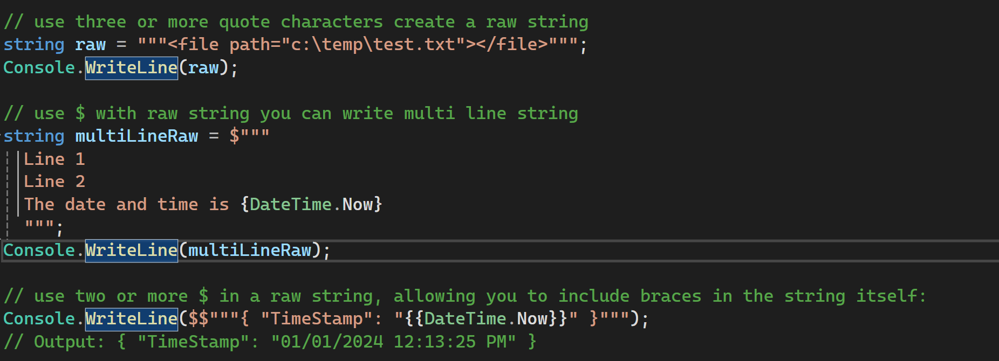 // use three or more quote characters create a raw string
string raw = """<file path="c:\temp\test.txt"></file>""";
Console.WriteLine(raw);
// use $ with raw string you can write multi line string
string multiLineRaw = $"""
Line 1
Line 2
The date and time is {DateTime.Now}
""";
Console.WriteLine(multiLineRaw);
// use two or more $ in a raw string, allowing you to include braces in the string itself:
Console.WriteLine($$"""{ "TimeStamp": "{{DateTime.Now}}" }""");
// Output: { "TimeStamp": "01/01/2024 12:13:25 PM" }